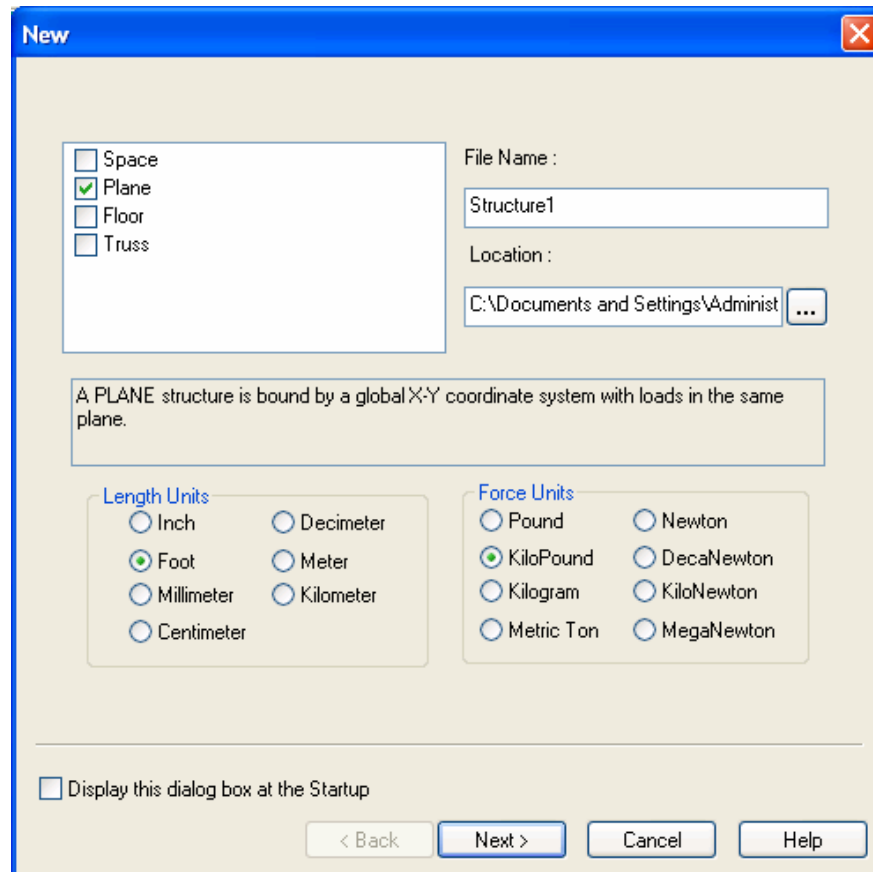 New
Space
Plane
Floor
Truss
File Name :
Structure1
Location :
C:\Documents and Settings\Administ
...
A PLANE structure is bound by a global X-Y coordinate system with loads in the same
plane.
Length Units
Inch
Decimeter
Foot
Meter
Millimeter
Kilometer
Centimeter
Force Units
Pound
Newton
KiloPound
DecaNewton
Kilogram
KiloNewton
Metric Ton
MegaNewton
Display this dialog box at the Startup
< Back
Next >
Cancel
Help